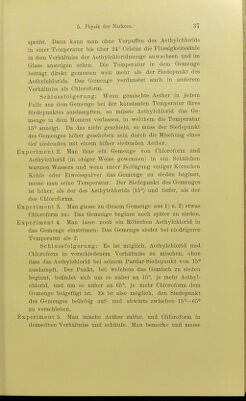 5. Physik der Narkose. 37
sprüht. Dann kann man ohne Verpuffen des Aethylchlorids
in einer Temperatur bis über 24° Celsius die Flüssigkeitssäule
in dem Verhältniss der Aethylchloridmenge anwachsen und im
Glase ansteigen sehen. Die Temperatur in dem Gemenge
beträgt direkt gemessen weit mehr als der Siedepunkt des
Aethylchlorids. Das Gemenge verdunstet auch in anderem
Verhältniss als Chloroform.
Schlussfolgerung: Wenn gemischte Aether in jedem
Falle aus dem Gemenge bei der konstanten Temperatur ihres
Siedepunktes ausdampften, so müsste Aethylchlorid das Ge-
menge in dem Moment verlassen, in welchem die Temperatur
15° anzeigt. Da das nicht geschieht, so muss der Siedepunkt
des Gemenges höher geschoben sein durch die Mischung eines
tief siedenden mit einem höher siedenden Aether.
Experiment 2. Man thue ein Gemenge von Chloroform und
Aethylchlorid (in obiger Weise gewonnen) in ein Schälchen
warmen Wassers und wenn unter Beifügung einiger Körnchen
Kohle oder Eiweisspulver das Gemenge zu sieden beginnt,
messe man seine Temperatur. Der Siedepunkt des Gemenges
ist höher, als der des Aethylchlorids (15°) und tiefer, als der
des Chloroforms.
Experiment 3. Man giesse zu diesem Gemenge aus 1) u. 2) etwas
Chloroform zu: Das Gemenge beginnt noch später zu sieden.
Experiment 4. Man lasse noch ein Röhrchen Aethylchlorid in
das Gemenge einströmen: Das Gemenge siedet bei niedrigerer
Temperatur als 2.
Schlussfolgerung: Es ist möglich, Aethylchlorid und
Chloroform in verschiedenem Verhältniss zu mischen, ohne
dass das Aethylchlorid bei seinem Partiar-Siedepunkt von 15°
ausdampft. Der Punkt, bei welchem das Gemisch zu sieden
beginnt, befindet sich um so näher an 15°, je mehr Aethyl-
chlorid, und um so näher an 65°, je mehr Chloroform dem
Gemenge beigefügt ist. Es ist also möglich, den Siedepunkt
des Gemenges beliebig auf- und abwärts zwischen 15°—65°
zu verschieben.
Experiment 5. Man mische Aether sulfur. und Chloroform in
demselben Verhältniss und schüttle. Man bemerke und messe